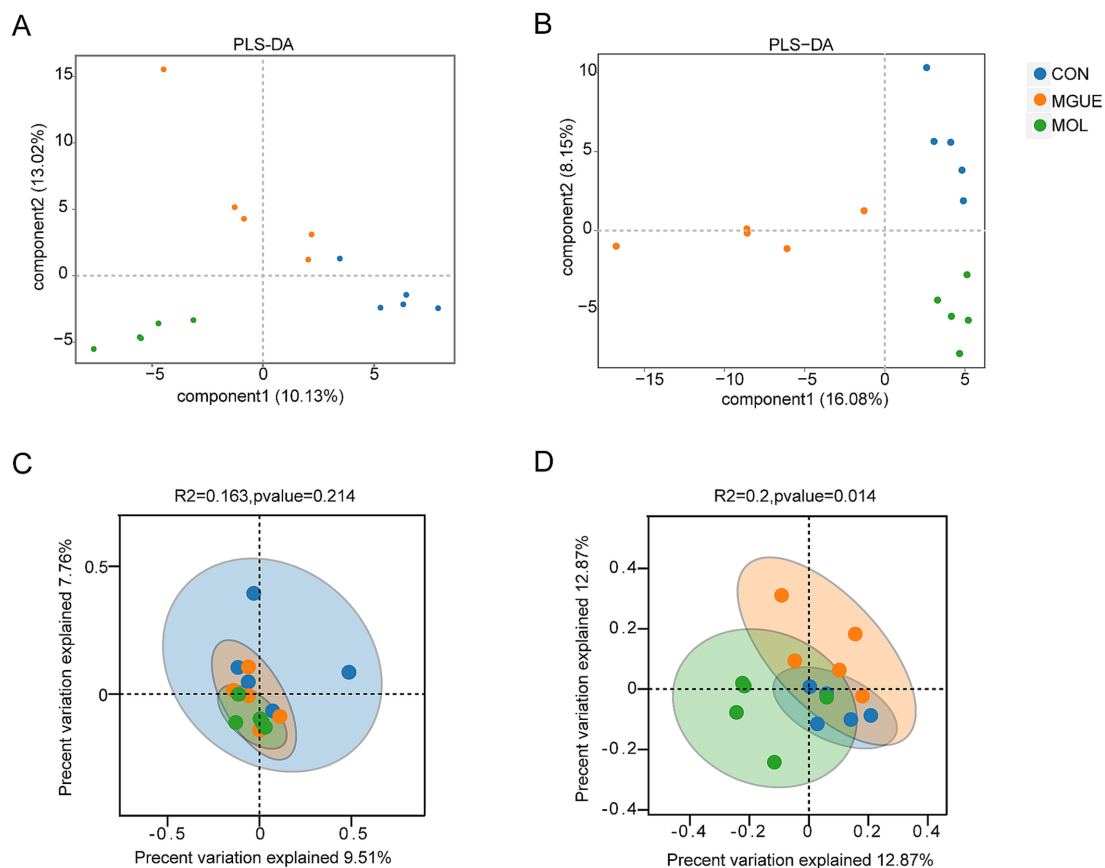 A
PLS-DA
15
10
5
0
−5
component2 (13.02%)
−5
0
5
component1 (10.13%)
B
PLS−DA
10
5
0
−5
component2 (8.15%)
−15
−10
−5
0
5
component1 (16.08%)
CON
MGUE
MOL
C
R2=0.163,pvalue=0.214
0.5
0
Precent variation explained 7.76%
-0.5
0
0.5
Precent variation explained 9.51%
D
R2=0.2,pvalue=0.014
0.4
0.2
0
-0.2
-0.4
Precent variation explained 12.87%
-0.4
-0.2
0
0.2
0.4
Precent variation explained 12.87%